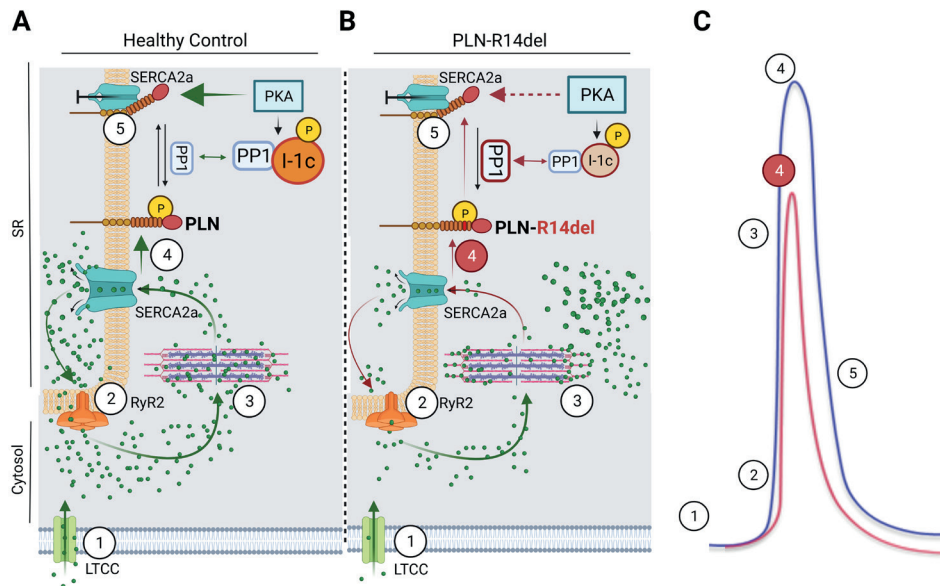 A
Healthy Control
B
PLN-R14del
C
SR
Cytosol
SERCA2a
PKA
5
P
PP1
PP1
I-1c
P
PLN
4
SERCA2a
2
RyR2
3
1
LTCC
SERCA2a
PKA
5
P
PP1
PP1
I-1c
P
PLN-R14del
4
SERCA2a
2
RyR2
3
1
LTCC
4
4
3
5
2
1